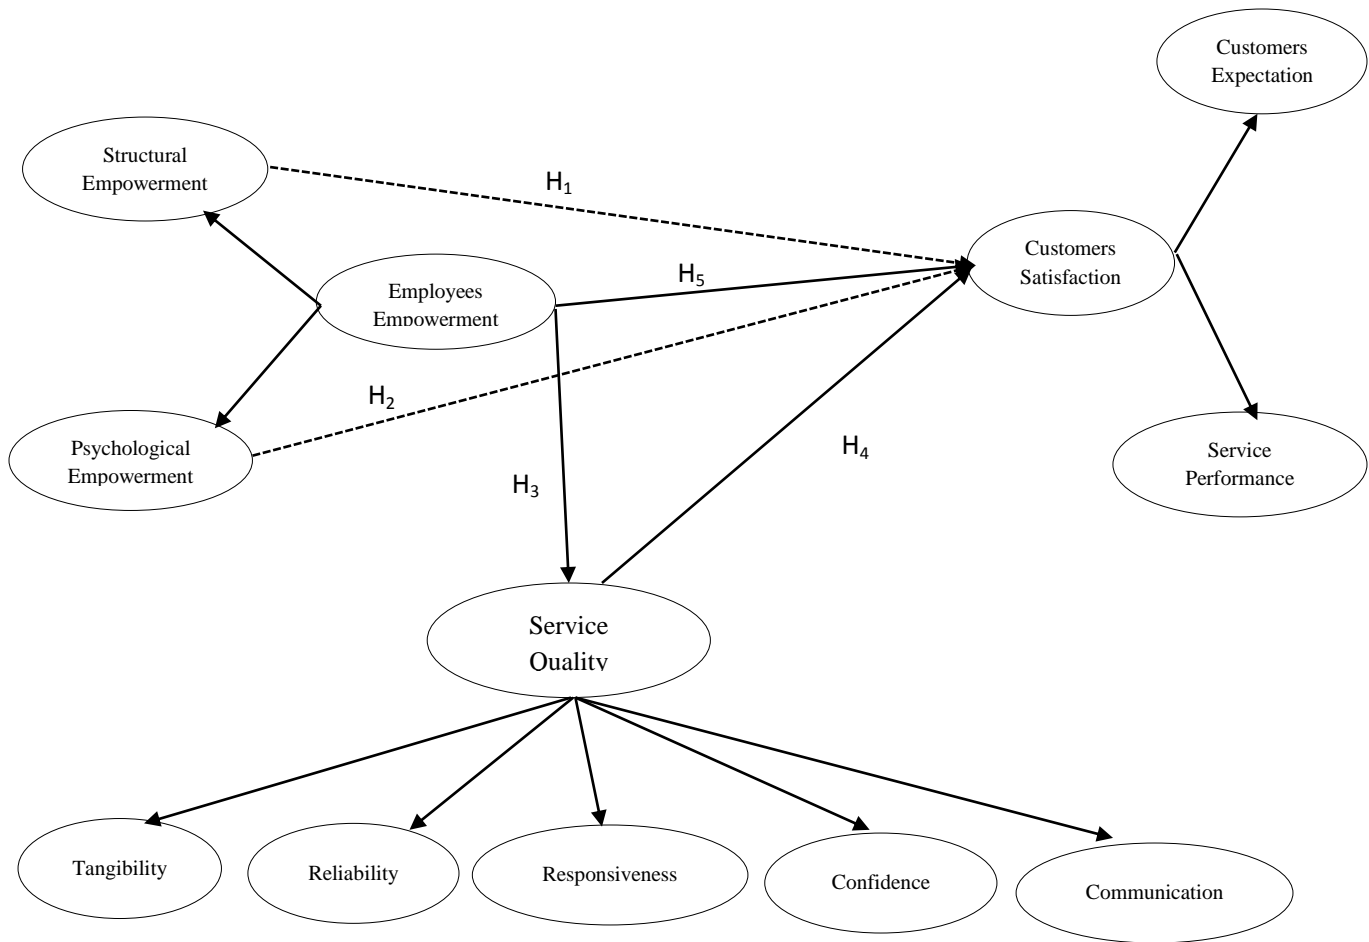 Customers
Expectation
Structural
Empowerment
H1
Customers
Satisfaction
Employees
Empowerment
H5
H2
Psychological
Empowerment
H3
H4
Service
Performance
Service
Quality
Tangibility
Reliability
Responsiveness
Confidence
Communication